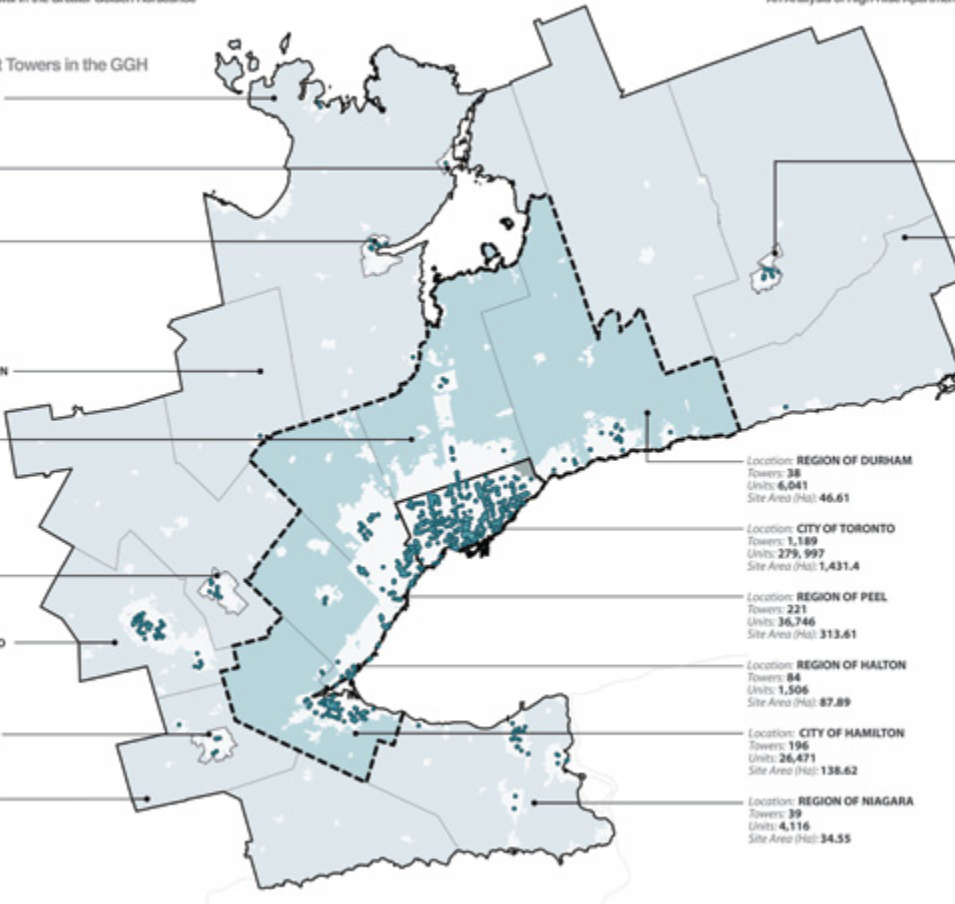 t Towers in the GGH
N
Location: REGION OF DURHAM
Towers: 38
Units: 6,041
Site Area (Ha): 46.61
Location: CITY OF TORONTO
Towers: 1,189
Units: 279, 997
Site Area (Ha): 1,431.4
Location: REGION OF PEEL
Towers: 221
Units: 36,746
Site Area (Ha): 313.61
Location: REGION OF HALTON
Towers: 84
Units: 1,506
Site Area (Ha): 87.89
Location: CITY OF HAMILTON
Towers: 196
Units: 26,471
Site Area (Ha): 138.62
Location: REGION OF NIAGARA
Towers: 39
Units: 4,116
Site Area (Ha): 34.55